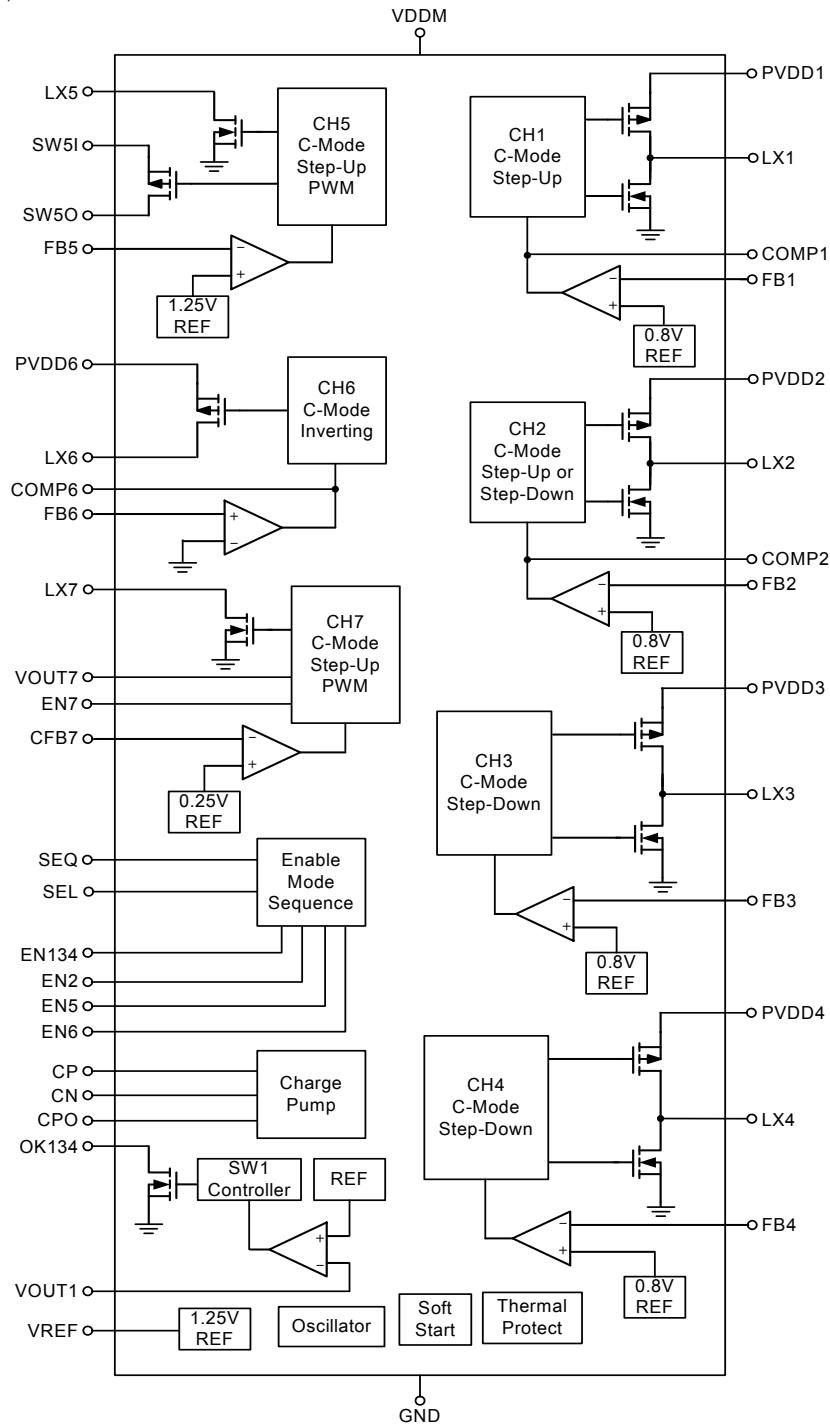 VDDM
LX5
SW5I
SW5O
FB5
CH5
C-Mode
Step-Up
PWM
−
+
1.25V
REF
PVDD6
LX6
COMP6
FB6
CH6
C-Mode
Inverting
+
−
LX7
VOUT7
EN7
CFB7
CH7
C-Mode
Step-Up
PWM
−
+
0.25V
REF
SEQ
SEL
EN134
EN2
EN5
EN6
Enable
Mode
Sequence
CP
CN
CPO
Charge
Pump
OK134
SW1
Controller
REF
+
−
VOUT1
VREF
1.25V
REF
Oscillator
Soft
Start
Thermal
Protect
CH1
C-Mode
Step-Up
PVDD1
LX1
COMP1
FB1
−
+
0.8V
REF
CH2
C-Mode
Step-Up or
Step-Down
PVDD2
LX2
COMP2
FB2
−
+
0.8V
REF
CH3
C-Mode
Step-Down
PVDD3
LX3
FB3
−
+
0.8V
REF
CH4
C-Mode
Step-Down
PVDD4
LX4
FB4
−
+
0.8V
REF
GND